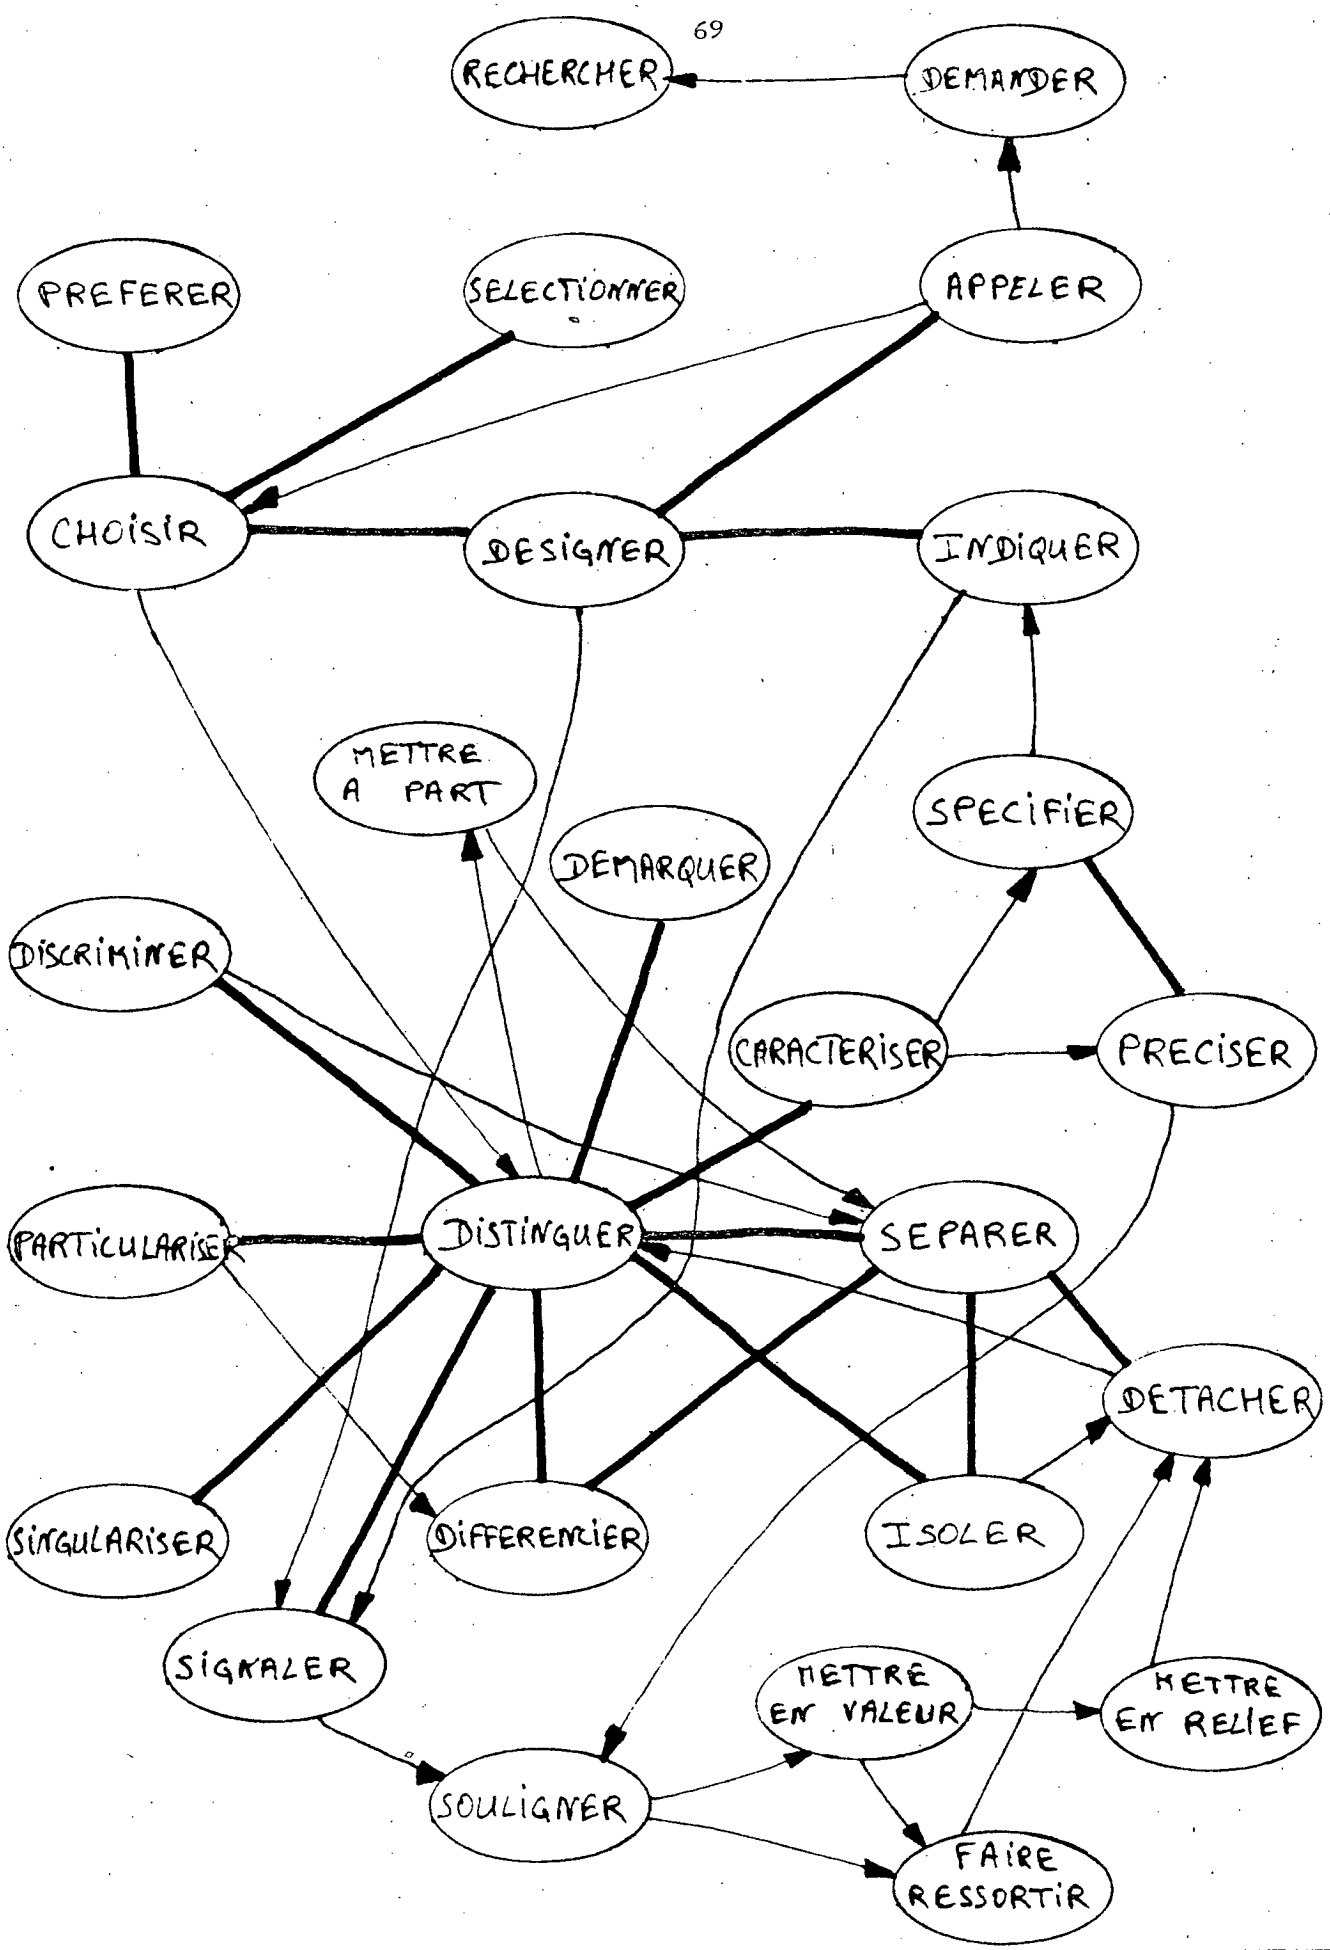 69
RECHERCHER
DEMANDER
PREFERER
SELECTIONNER
APPELER
CHOISIR
DESIGNER
INDIQUER
METTRE
A PART
SPECIFIER
DEMARQUER
DISCRIMINER
CARACTERISER
PRECISER
PARTICULARISER
DISTINGUER
SEPARER
DETACHER
SINGULARISER
DIFFERENCIER
ISOLER
SIGNALER
METTRE
EN VALEUR
METTRE
EN RELIEF
SOULIGNER
FAIRE
RESSORTIR